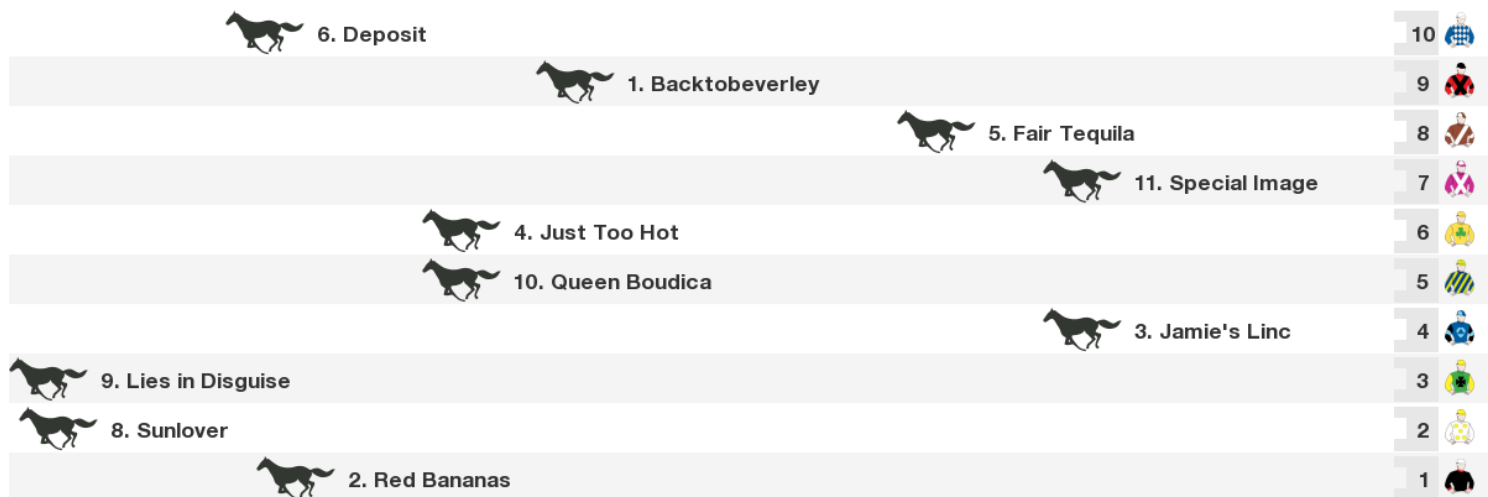 6. Deposit 10
1. Backtobeverley 9
5. Fair Tequila 8
11. Special Image 7
4. Just Too Hot 6
10. Queen Boudica 5
3. Jamie's Linc 4
9. Lies in Disguise 3
8. Sunlover 2
2. Red Bananas 1